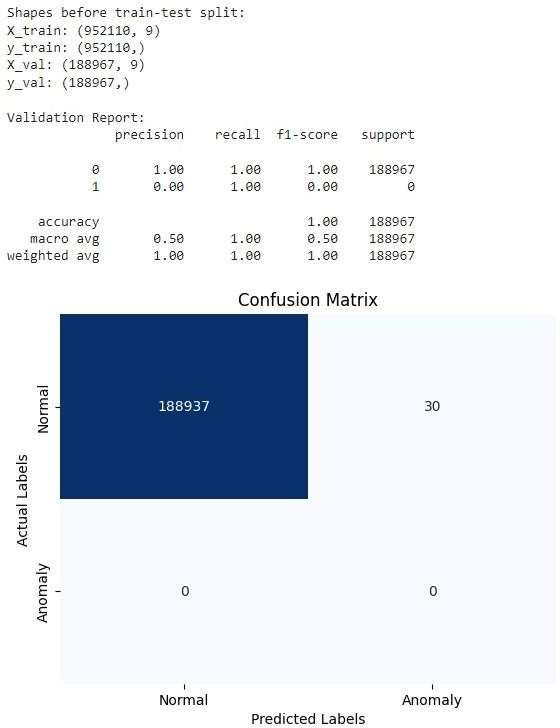 Shapes before train-test split:
X_train: (952110, 9)
y_train: (952110,)
X_val: (188967, 9)
y_val: (188967,)
Validation Report:
precision recall f1-score support
0 1.00 1.00 1.00 188967
1 0.00 1.00 0.00 0
accuracy 1.00 188967
macro avg 0.50 1.00 0.50 188967
weighted avg 1.00 1.00 1.00 188967
Confusion Matrix
Actual Labels
Normal
188937 30
Anomaly
0 0
Normal Anomaly
Predicted Labels